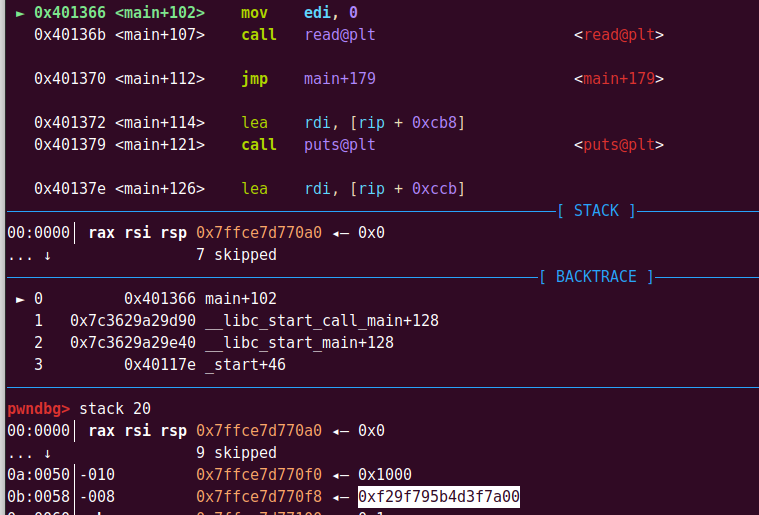 ► 0x401366 <main+102> mov edi, 0
0x40136b <main+107> call read@plt <read@plt>
0x401370 <main+112> jmp main+179 <main+179>
0x401372 <main+114> lea rdi, [rip + 0xcb8]
0x401379 <main+121> call puts@plt <puts@plt>
0x40137e <main+126> lea rdi, [rip + 0xccb]
[ STACK ]
00:0000│ rax rsi rsp 0x7ffce7d770a0 ◂— 0x0
... ↓ 7 skipped
[ BACKTRACE ]
► 0 0x401366 main+102
1 0x7c3629a29d90 __libc_start_call_main+128
2 0x7c3629a29e40 __libc_start_main+128
3 0x40117e _start+46
pwndbg> stack 20
00:0000│ rax rsi rsp 0x7ffce7d770a0 ◂— 0x0
... ↓ 9 skipped
0a:0050│-010 0x7ffce7d770f0 ◂— 0x1000
0b:0058│-008 0x7ffce7d770f8 ◂— 0xf29f795b4d3f7a00